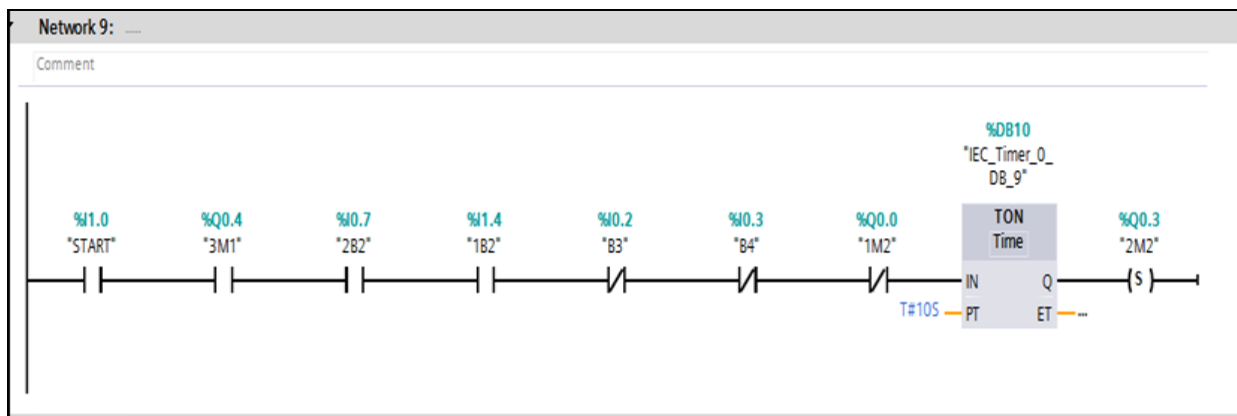 Network 9: .....
Comment
%DB10
"IEC_Timer_0_
DB_9"
%I1.0 %Q0.4 %I0.7 %I1.4 %I0.2 %I0.3 %Q0.0 TON %Q0.3
"START" "3M1" "2B2" "1B2" "B3" "B4" "1M2" Time "2M2"
IN Q S
T#10S PT ET ...